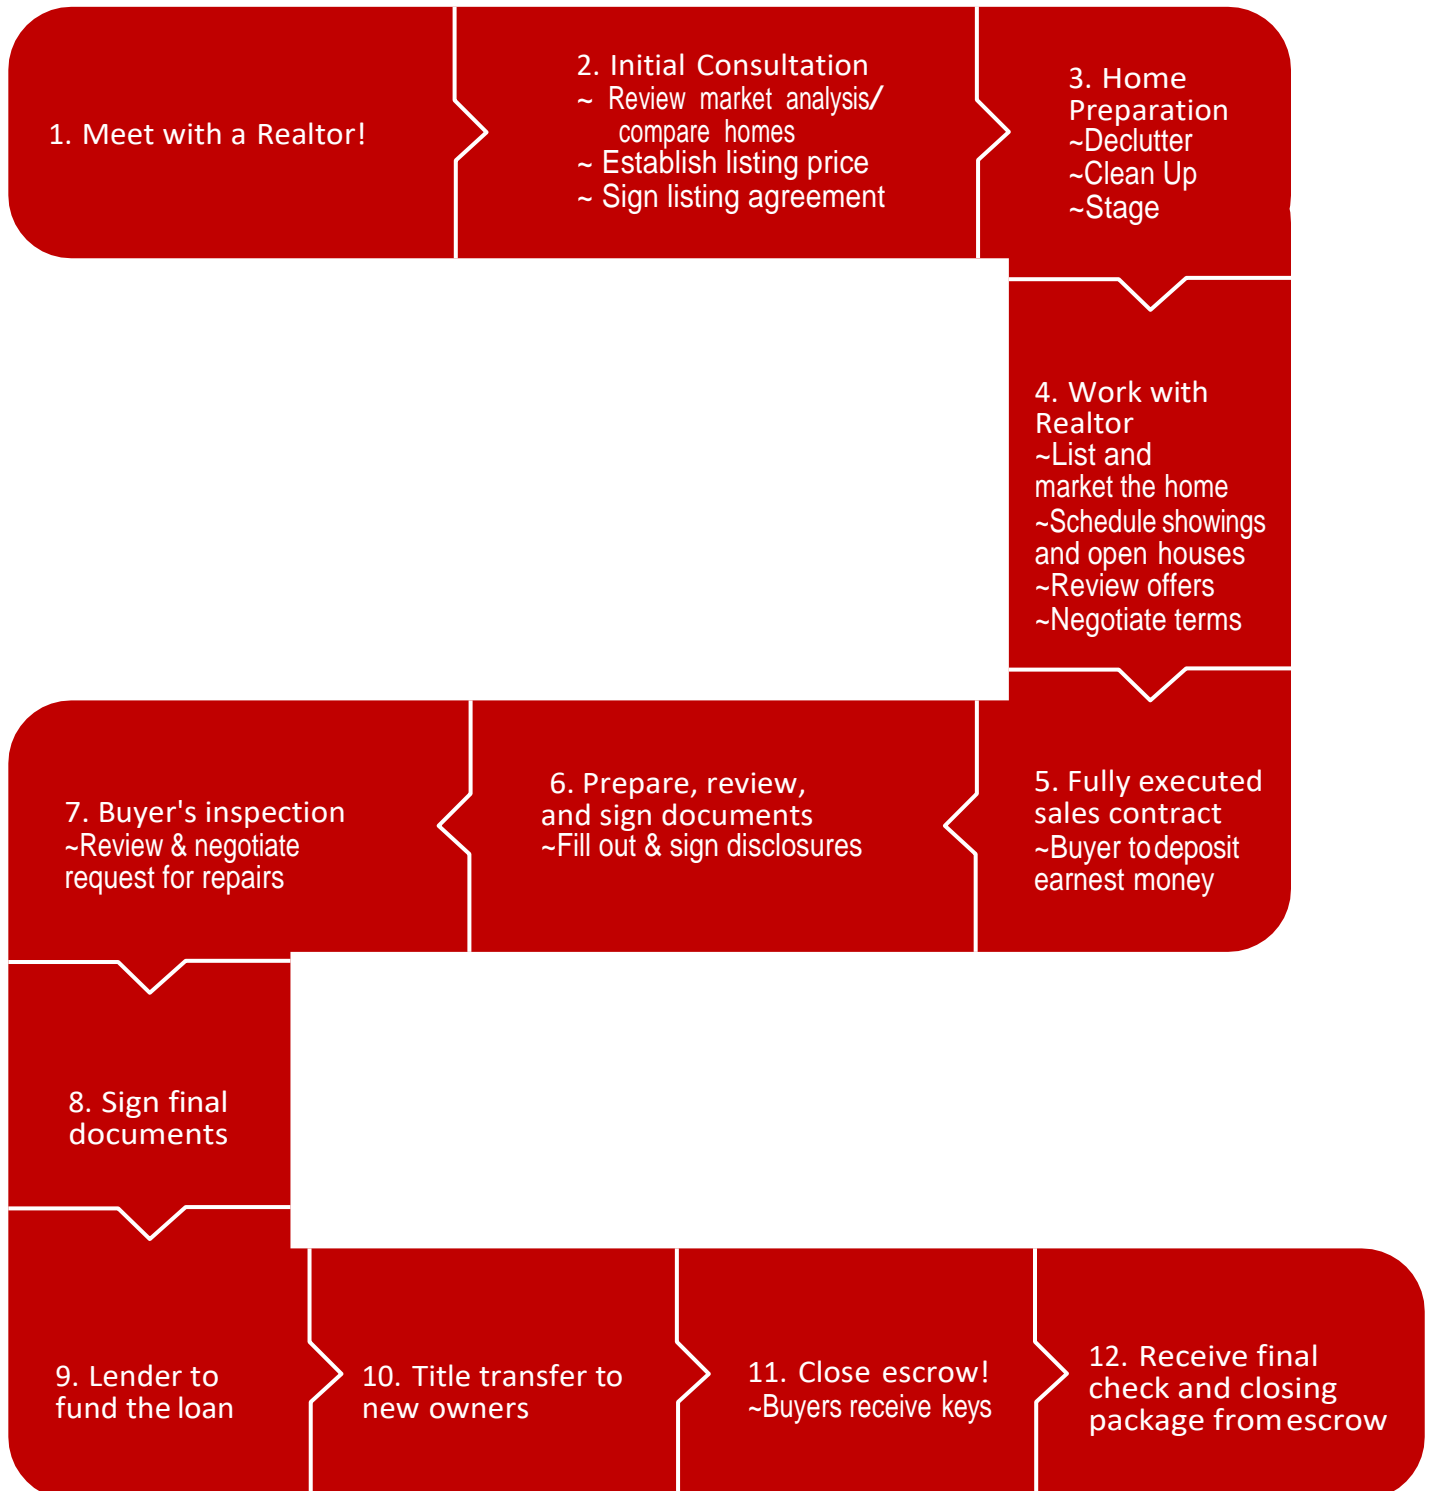 1. Meet with a Realtor!
2. Initial Consultation
~ Review market analysis/
compare homes
~ Establish listing price
~ Sign listing agreement
3. Home
Preparation
~Declutter
~Clean Up
~Stage
4. Work with
Realtor
~List and
market the home
~Schedule showings
and open houses
~Review offers
~Negotiate terms
5. Fully executed
sales contract
~Buyer to deposit
earnest money
6. Prepare, review,
and sign documents
~Fill out & sign disclosures
7. Buyer's inspection
~Review & negotiate
request for repairs
8. Sign final
documents
9. Lender to
fund the loan
10. Title transfer to
new owners
11. Close escrow!
~Buyers receive keys
12. Receive final
check and closing
package from escrow